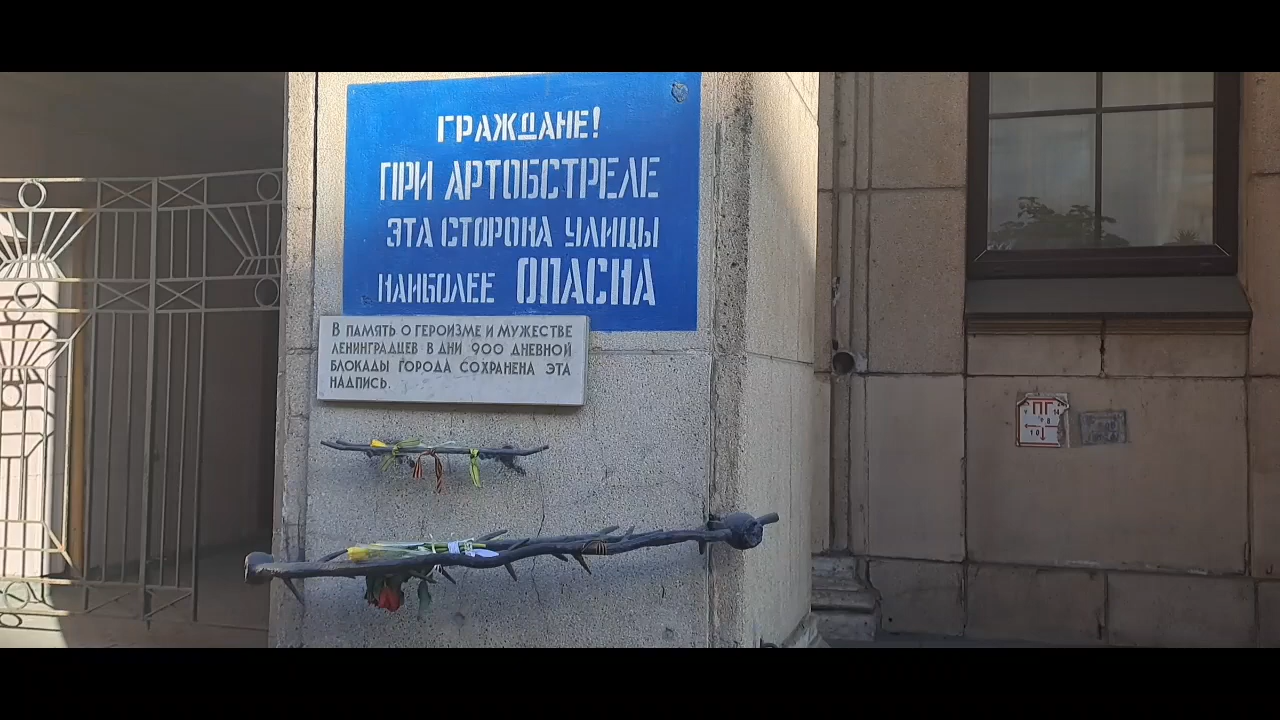 ГРАЖДАНЕ!
ПРИ АРТОБСТРЕЛЕ
ЭТА СТОРОНА УЛИЦЫ
НАИБОЛЕЕ ОПАСНА
В ПАМЯТЬ О ГЕРОИЗМЕ И МУЖЕСТВЕ
ЛЕНИНГРАДЦЕВ В ДНИ 900 ДНЕВНОЙ
БЛОКАДЫ ГОРОДА СОХРАНЕНА ЭТА
НАДПИСЬ.
ПГ